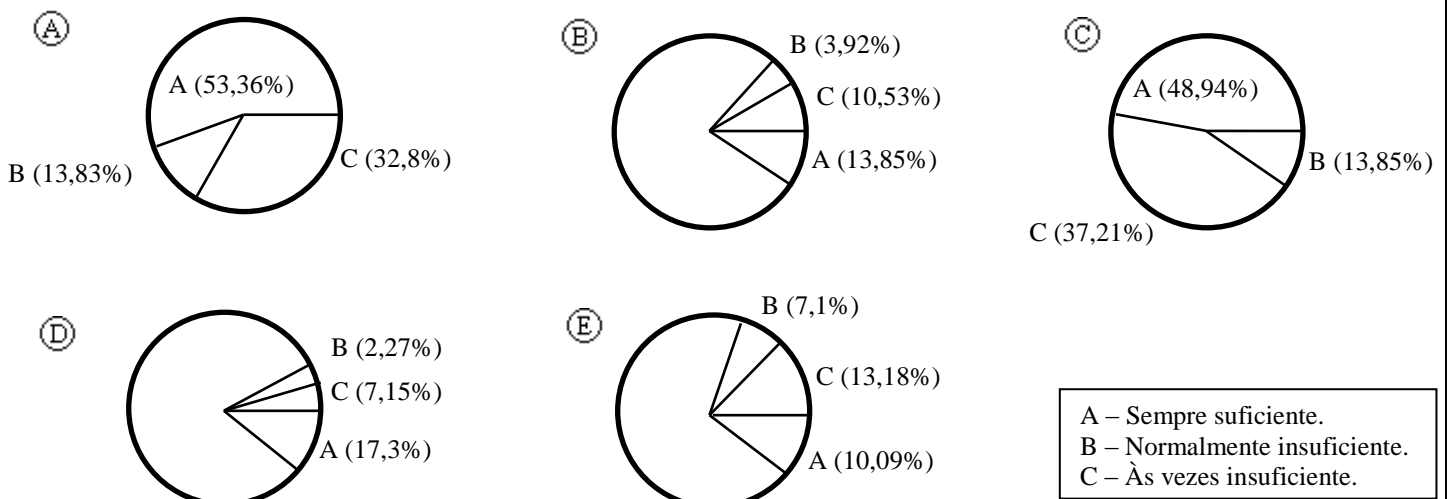 A
A (53,36%)
B (13,83%)
C (32,8%)
B
B (3,92%)
C (10,53%)
A (13,85%)
C
A (48,94%)
B (13,85%)
C (37,21%)
D
B (2,27%)
C (7,15%)
A (17,3%)
E
B (7,1%)
C (13,18%)
A (10,09%)
A – Sempre suficiente.
B – Normalmente insuficiente.
C – Às vezes insuficiente.